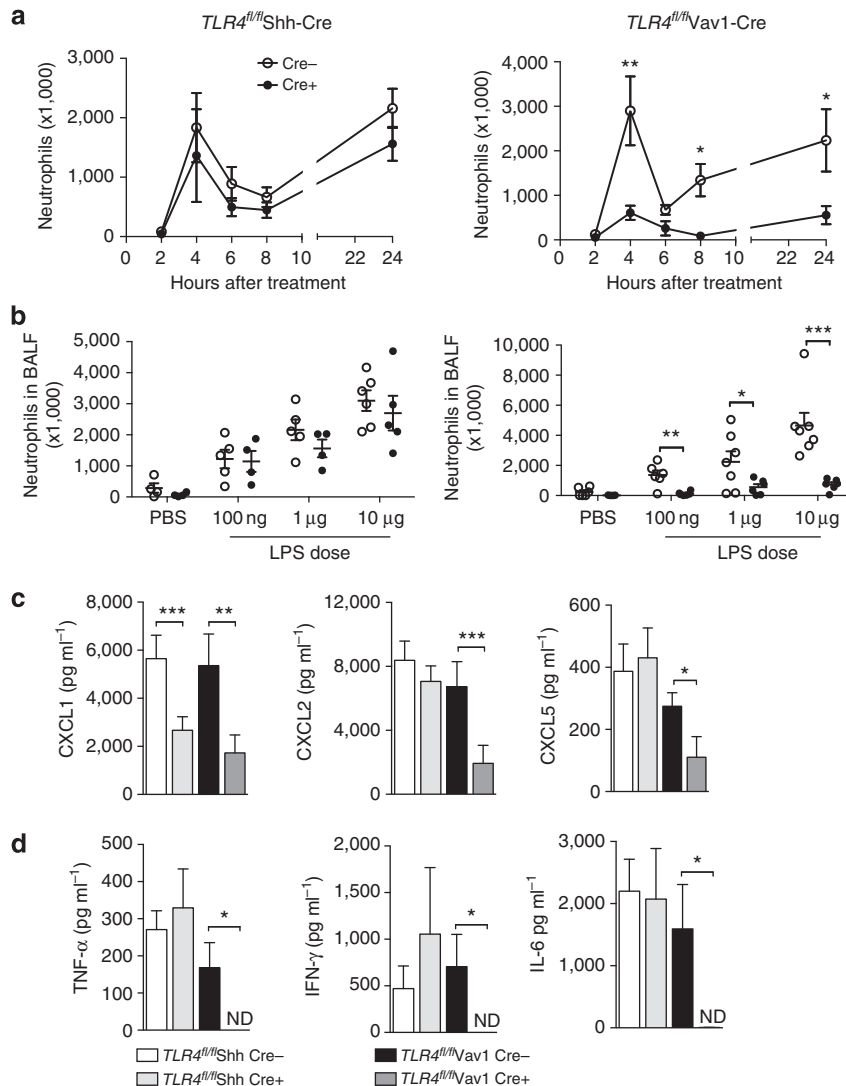 a
TLR4fl/flShh-Cre
TLR4fl/flVav1-Cre
Neutrophils (x1,000)
3,000
2,000
1,000
0
Cre–
Cre+
0 2 4 6 8 10 22 24
Hours after treatment
Neutrophils (x1,000)
4,000
3,000
2,000
1,000
0
**
*
*
0 2 4 6 8 10 22 24
Hours after treatment
b
Neutrophils in BALF
(x1,000)
5,000
4,000
3,000
2,000
1,000
0
PBS 100 ng 1 μg 10 μg
LPS dose
Neutrophils in BALF
(x1,000)
10,000
8,000
6,000
4,000
2,000
0
**
*
***
PBS 100 ng 1 μg 10 μg
LPS dose
c
CXCL1 (pg ml–1)
8,000
6,000
4,000
2,000
0
*** **
CXCL2 (pg ml–1)
12,000
8,000
4,000
0
***
CXCL5 (pg ml–1)
600
400
200
0
*
d
TNF-α (pg ml–1)
500
400
300
200
100
0
*
ND
IFN-γ (pg ml–1)
2,000
1,500
1,000
500
0
*
ND
IL-6 pg ml–1
3,000
2,000
1,000
0
*
ND
TLR4fl/flShh Cre–
TLR4fl/flShh Cre+
TLR4fl/flVav1 Cre–
TLR4fl/flVav1 Cre+